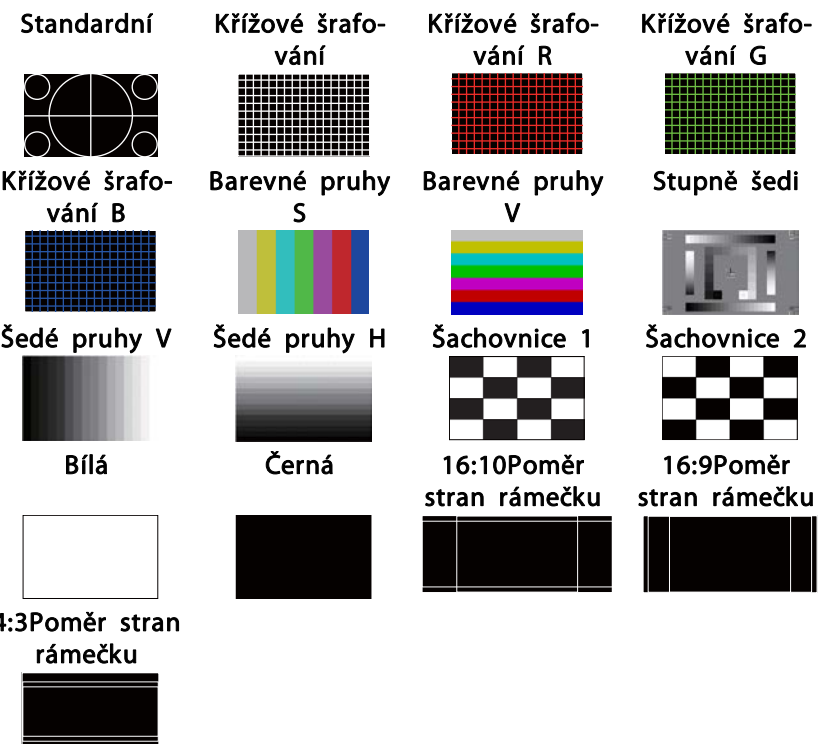 Standardní
Křížové šrafo-
vání
Křížové šrafo-
vání R
Křížové šrafo-
vání G
Křížové šrafo-
vání B
Barevné pruhy
S
Barevné pruhy
V
Stupně šedi
Šedé pruhy V
Šedé pruhy H
Šachovnice 1
Šachovnice 2
Bílá
Černá
16:10Poměr
stran rámečku
16:9Poměr
stran rámečku
4:3Poměr stran
rámečku